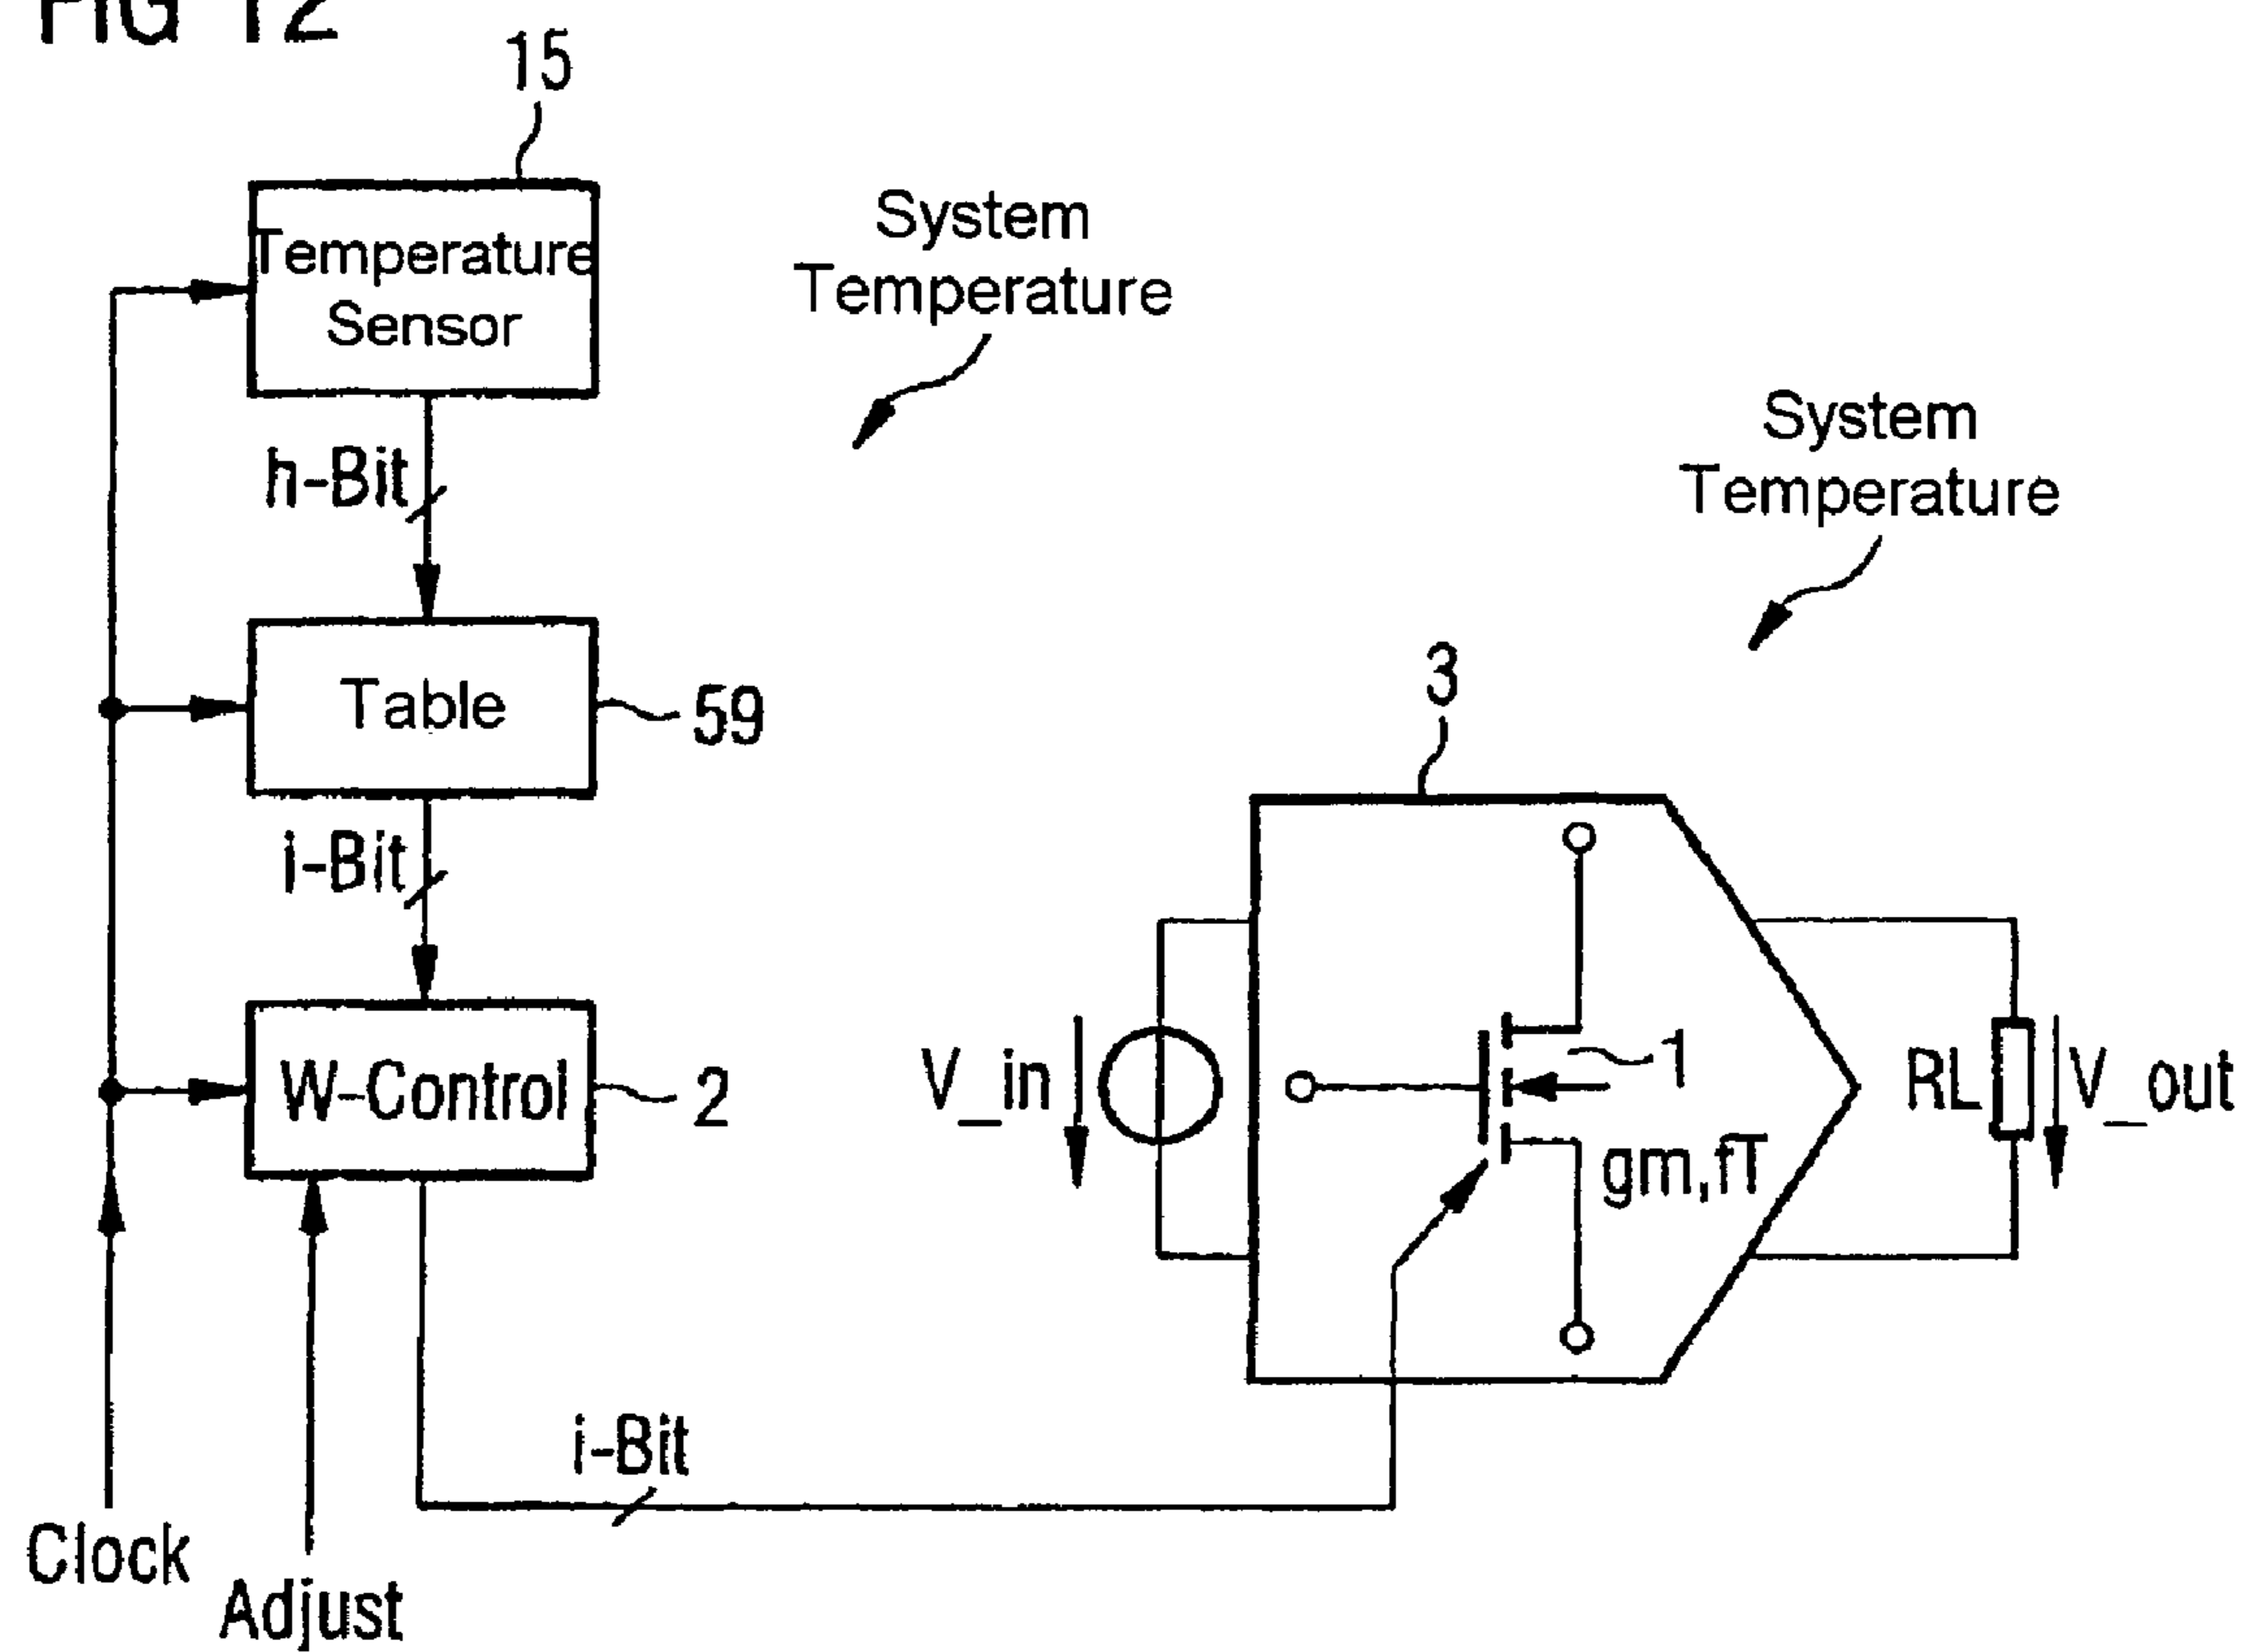 FIG 12
15
Temperature
Sensor
System
Temperature
h-Bit
System
Temperature
Table
59
3
i-Bit
W-Control
2
V_in
1
gm,fT
RL
V_out
i-Bit
Clock
Adjust